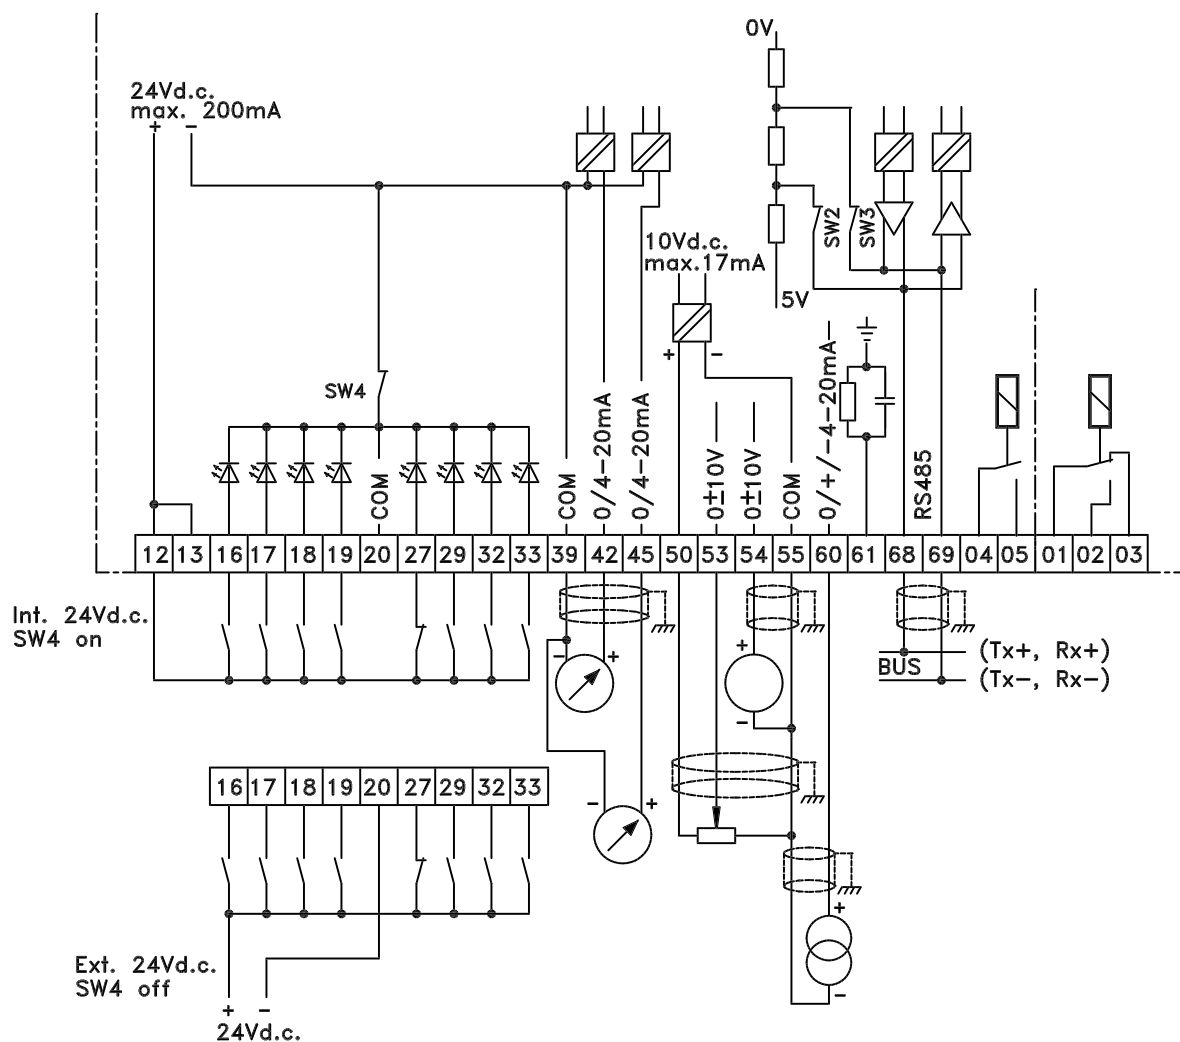 0V
24Vd.c.
max. 200mA
+ −
SW2
SW3
10Vd.c.
max.17mA
5V
+ −
SW4
COM
COM
0/4-20mA
0/4-20mA
0±10V
0±10V
COM
0/+/-4-20mA-
RS485
12 13 16 17 18 19 20 27 29 32 33 39 42 45 50 53 54 55 60 61 68 69 04 05 01 02 03
Int. 24Vd.c.
SW4 on
− +
+
−
BUS
(Tx+, Rx+)
(Tx−, Rx−)
16 17 18 19 20 27 29 32 33
− +
+
−
Ext. 24Vd.c.
SW4 off
+ −
24Vd.c.